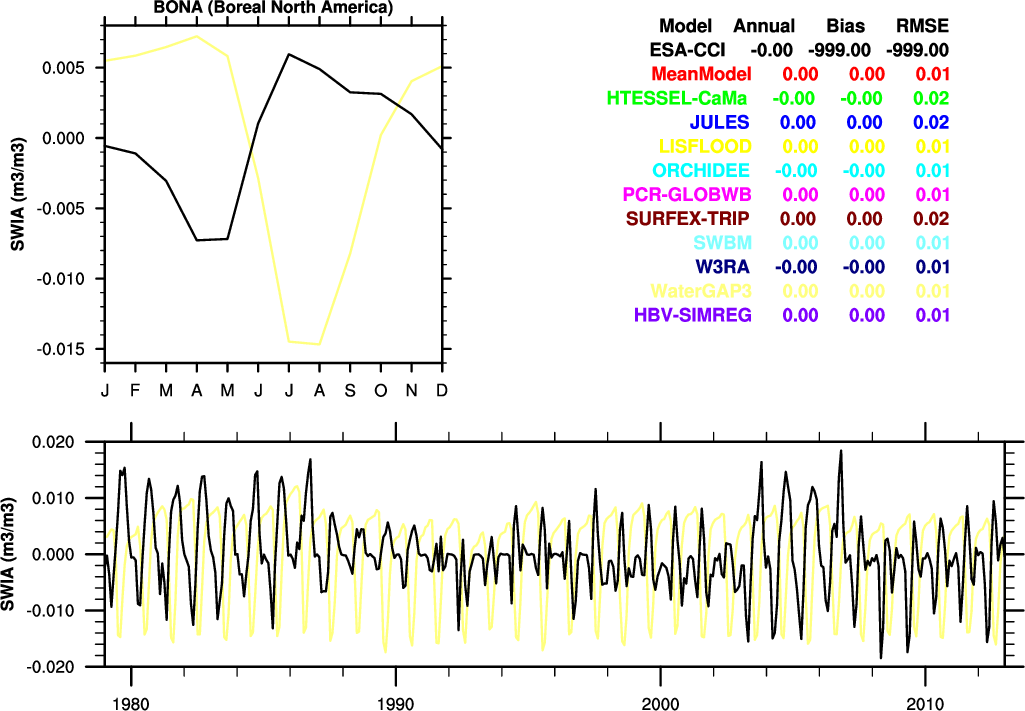 BONA (Boreal North America)
SWIA (m3/m3)
0.005
0.000
-0.005
-0.010
-0.015
J F M A M J J A S O N D
Model Annual Bias RMSE
ESA-CCI -0.00 -999.00 -999.00
MeanModel 0.00 0.00 0.01
HTESSEL-CaMa -0.00 -0.00 0.02
JULES 0.00 0.00 0.02
LISFLOOD 0.00 0.00 0.01
ORCHIDEE -0.00 -0.00 0.01
PCR-GLOBWB 0.00 0.00 0.01
SURFEX-TRIP 0.00 0.00 0.02
SWBM 0.00 0.00 0.01
W3RA -0.00 -0.00 0.01
WaterGAP3 0.00 0.00 0.01
HBV-SIMREG 0.00 0.00 0.01
SWIA (m3/m3)
0.020
0.010
0.000
-0.010
-0.020
1980 1990 2000 2010